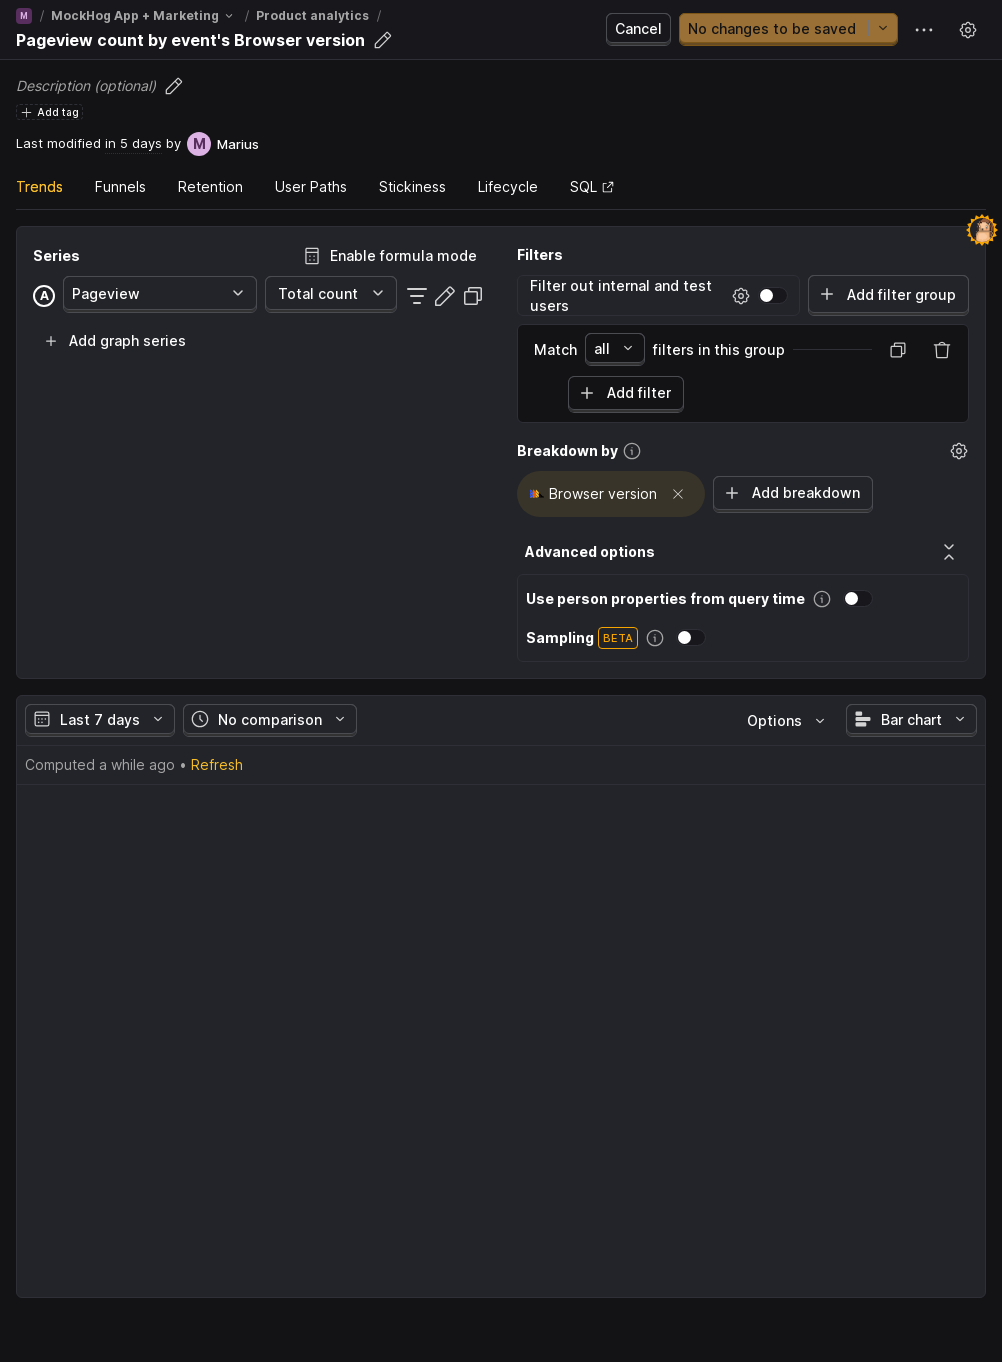 M / MockHog App + Marketing / Product analytics /
Pageview count by event's Browser version
Cancel
No changes to be saved
Description (optional)
Add tag
Last modified in 5 days by M Marius
Trends Funnels Retention User Paths Stickiness Lifecycle SQL
Series
Enable formula mode
A Pageview Total count
Add graph series
Filters
Filter out internal and test
users
Add filter group
Match all filters in this group
Add filter
Breakdown by
Browser version
Add breakdown
Advanced options
Use person properties from query time
Sampling BETA
Last 7 days No comparison Options Bar chart
Computed a while ago • Refresh